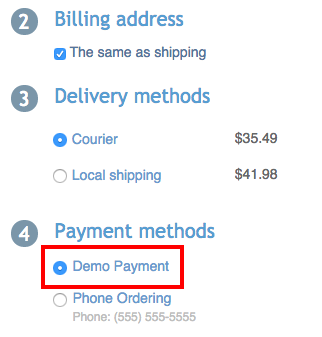 2 Billing address
The same as shipping
3 Delivery methods
Courier $35.49
Local shipping $41.98
4 Payment methods
Demo Payment
Phone Ordering
Phone: (555) 555-5555